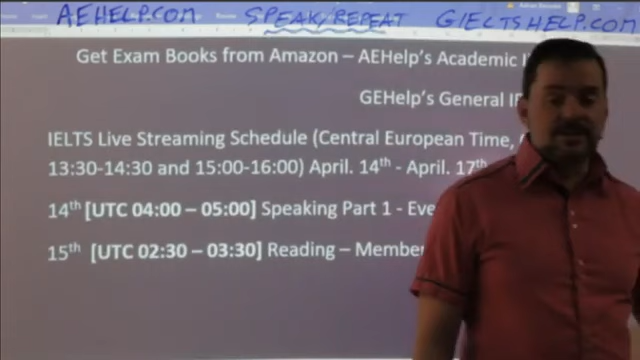 AEHELP.COM SPEAK/REPEAT GIELTSHELP.COM
Get Exam Books from Amazon – AEHelp's Academic
GEHelp's General
IELTS Live Streaming Schedule (Central European Time,
13:30-14:30 and 15:00-16:00) April. 14th - April. 17th
14th [UTC 04:00 – 05:00] Speaking Part 1 -
15th [UTC 02:30 – 03:30] Reading –